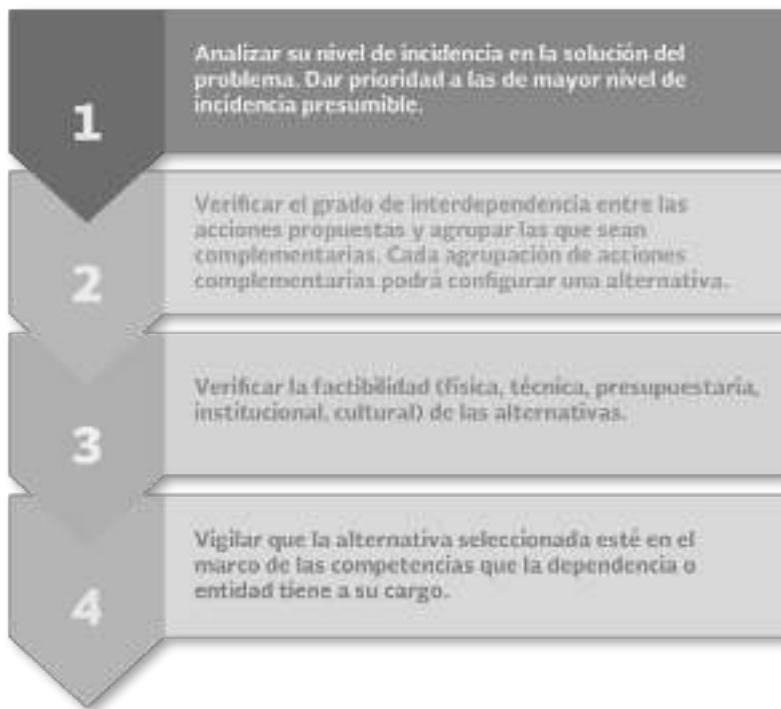 1
Analizar su nivel de incidencia en la solución del
problema. Dar prioridad a las de mayor nivel de
incidencia presumible.
2
Verificar el grado de interdependencia entre las
acciones propuestas y agrupar las que sean
complementarias. Cada agrupación de acciones
complementarias podrá configurar una alternativa.
3
Verificar la factibilidad (física, técnica, presupuestaria,
institucional, cultural) de las alternativas.
4
Vigilar que la alternativa seleccionada esté en el
marco de las competencias que la dependencia o
entidad tiene a su cargo.